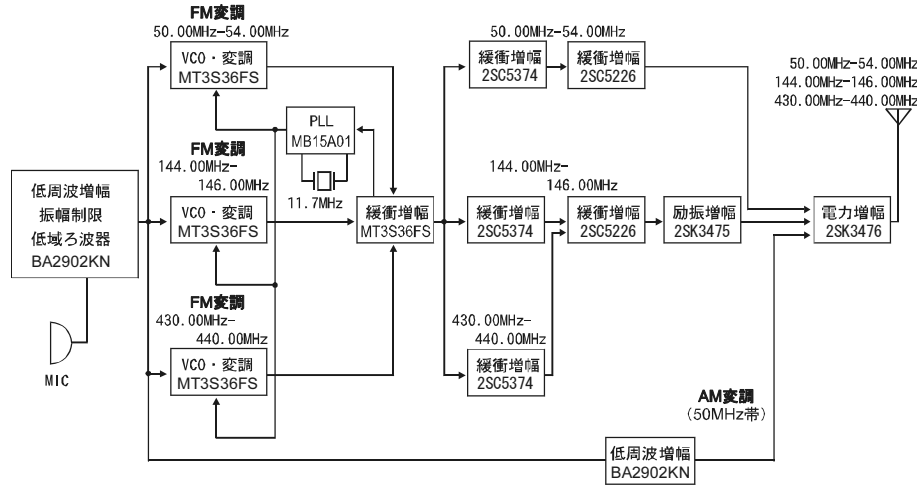 FM変調
50.00MHz-54.00MHz
VCO・変調
MT3S36FS
PLL
MB15A01
11.7MHz
FM変調
144.00MHz-
146.00MHz
VCO・変調
MT3S36FS
低周波増幅
振幅制限
低域ろ波器
BA2902KN
MIC
FM変調
430.00MHz-
440.00MHz
VCO・変調
MT3S36FS
緩衝増幅
MT3S36FS
50.00MHz-54.00MHz
緩衝増幅
2SC5374
緩衝増幅
2SC5226
144.00MHz-
146.00MHz
緩衝増幅
2SC5374
緩衝増幅
2SC5226
励振増幅
2SK3475
430.00MHz-
440.00MHz
緩衝増幅
2SC5374
50.00MHz-54.00MHz
144.00MHz-146.00MHz
430.00MHz-440.00MHz
電力増幅
2SK3476
AM変調
(50MHz帯)
低周波増幅
BA2902KN